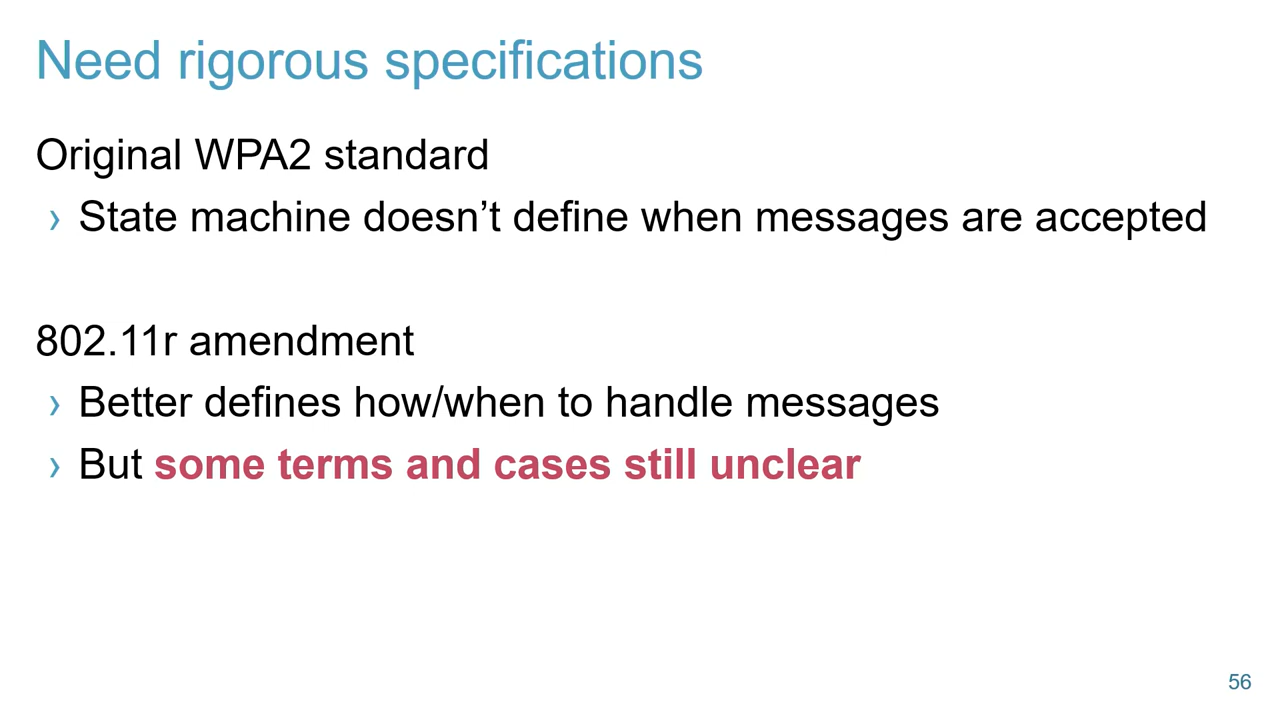 Need rigorous specifications
Original WPA2 standard
› State machine doesn’t define when messages are accepted
802.11r amendment
› Better defines how/when to handle messages
› But some terms and cases still unclear
56